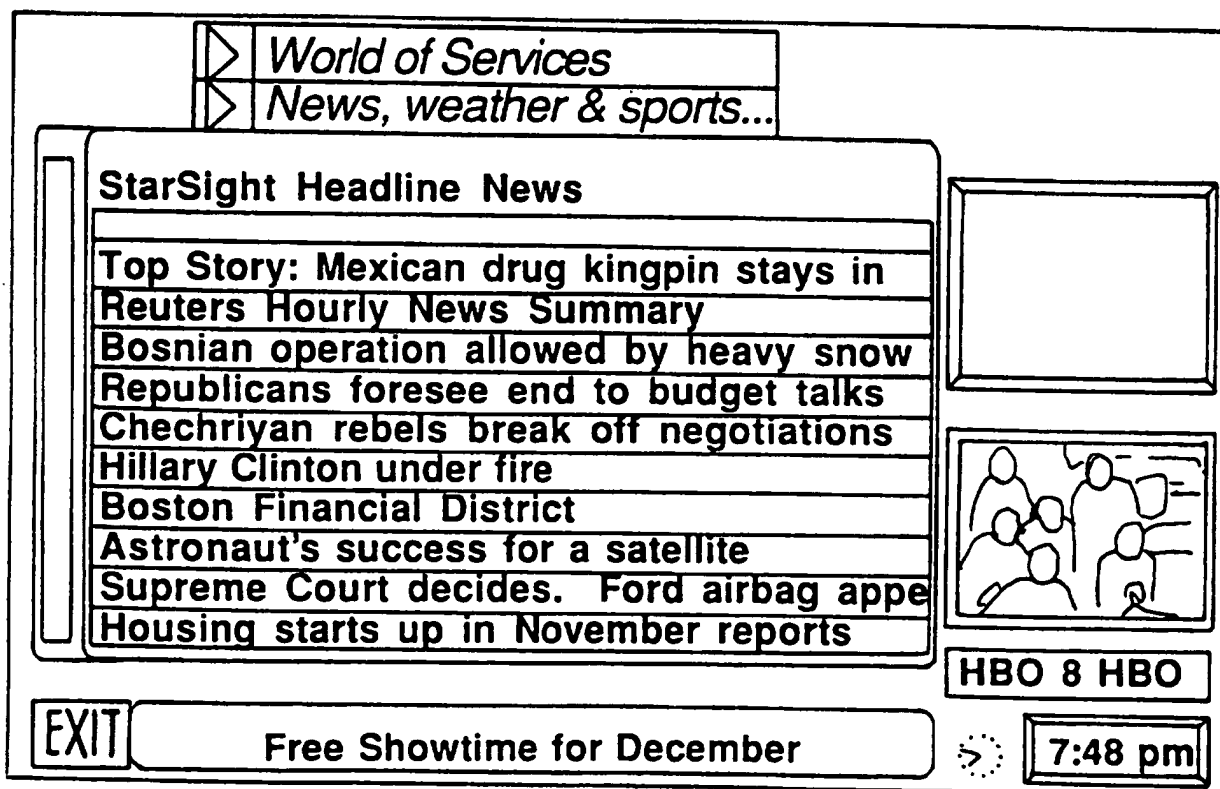 World of Services
News, weather & sports...
StarSight Headline News
Top Story: Mexican drug kingpin stays in
Reuters Hourly News Summary
Bosnian operation allowed by heavy snow
Republicans foresee end to budget talks
Chechriyan rebels break off negotiations
Hillary Clinton under fire
Boston Financial District
Astronaut's success for a satellite
Supreme Court decides. Ford airbag appe
Housing starts up in November reports
HBO 8 HBO
EXIT
Free Showtime for December
7:48 pm